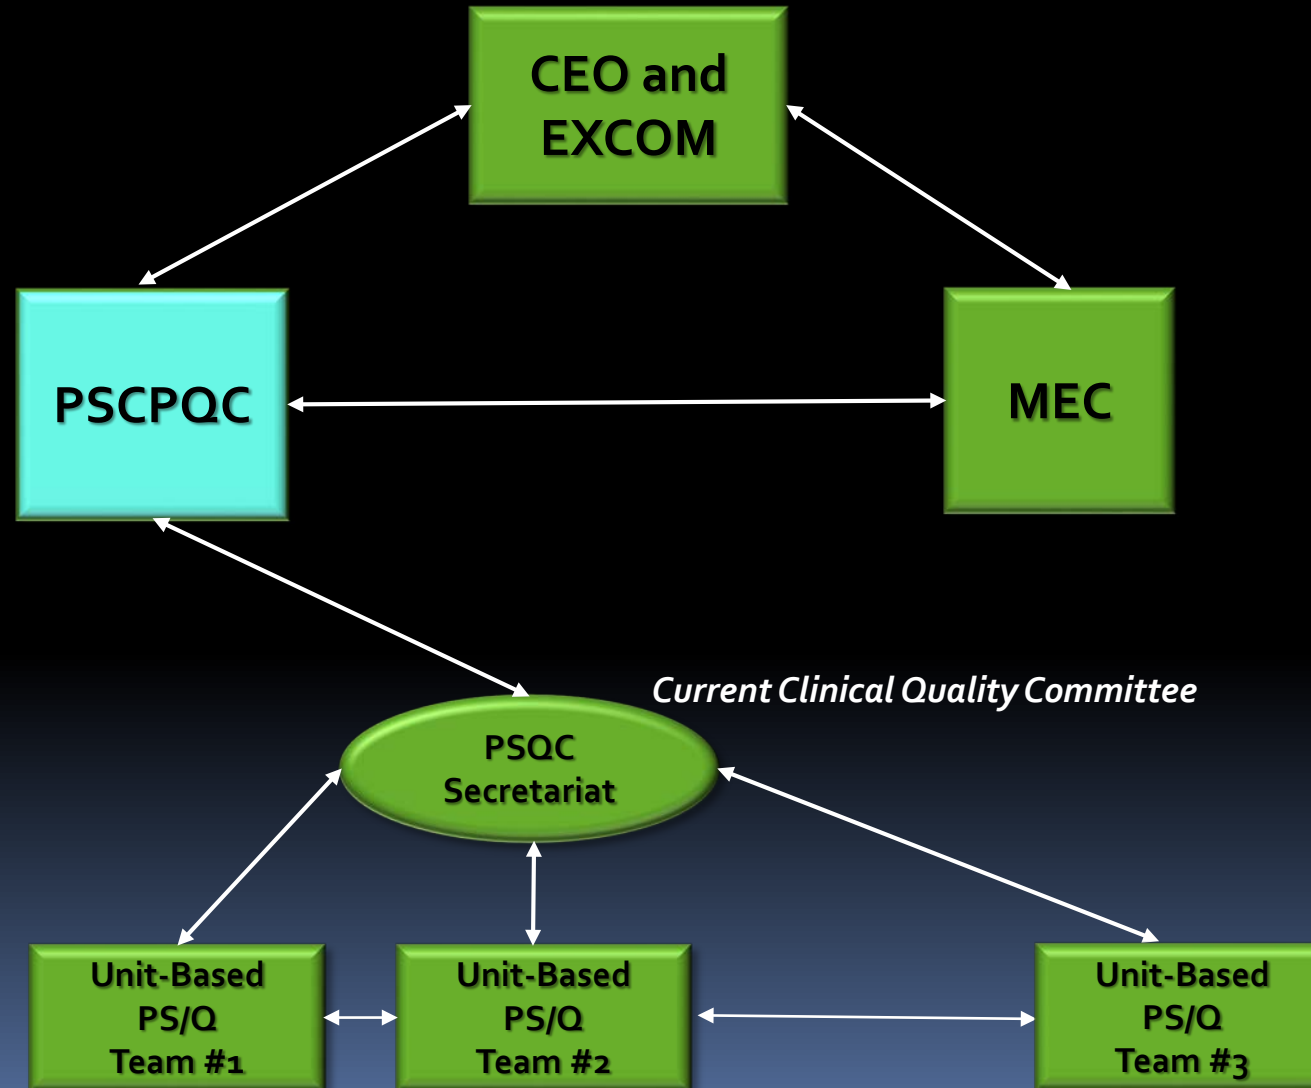 CEO and
EXCOM
PSCPQC
MEC
Current Clinical Quality Committee
PSQC
Secretariat
Unit-Based
PS/Q
Team #1
Unit-Based
PS/Q
Team #2
Unit-Based
PS/Q
Team #3